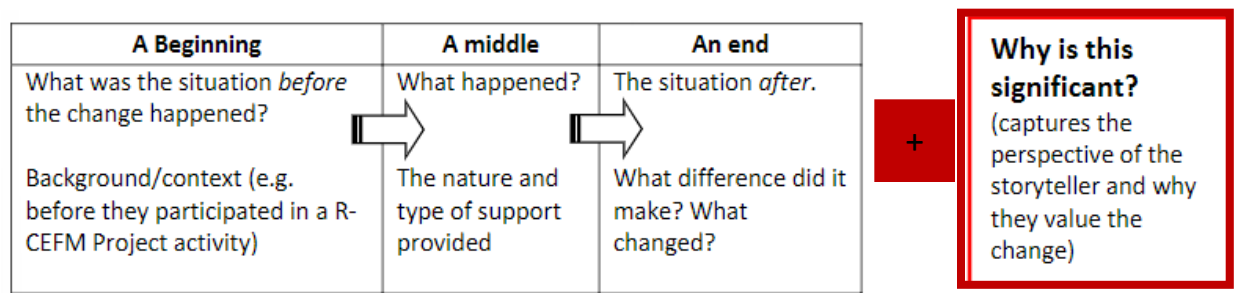 A Beginning
What was the situation before
the change happened?
Background/context (e.g.
before they participated in a R-
CEFM Project activity)
A middle
What happened?
The nature and
type of support
provided
An end
The situation after.
What difference did it
make? What
changed?
+
Why is this
significant?
(captures the
perspective of the
storyteller and why
they value the
change)